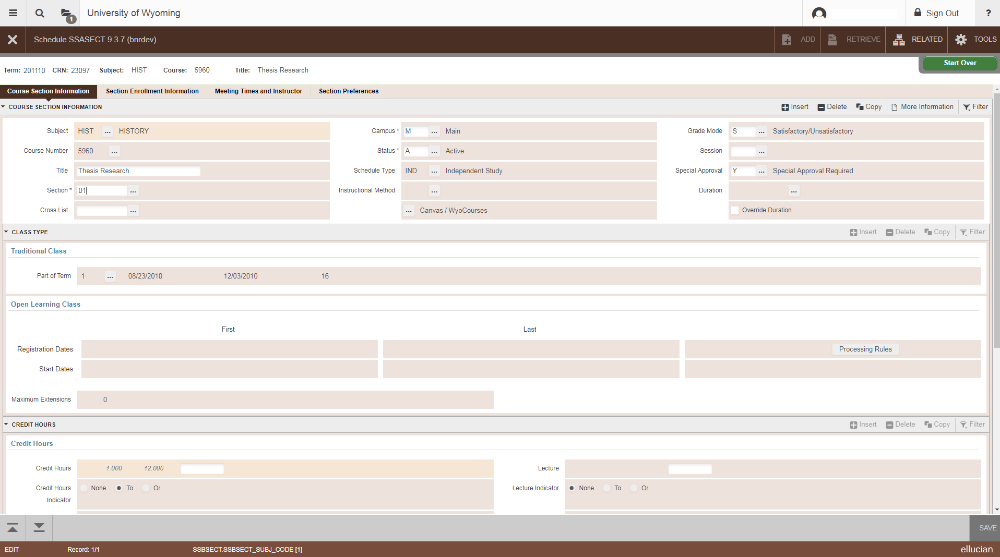 1
University of Wyoming
Sign Out
?
Schedule SSASECT 9.3.7 (bnrdev)
ADD
RETRIEVE
RELATED
TOOLS
Term: 201110 CRN: 23097 Subject: HIST Course: 5960 Title: Thesis Research
Start Over
Course Section Information
Section Enrollment Information
Meeting Times and Instructor
Section Preferences
COURSE SECTION INFORMATION
Insert Delete Copy More Information Filter
Subject HIST ... HISTORY
Campus * M ... Main
Grade Mode S ... Satisfactory/Unsatisfactory
Course Number 5960 ...
Status * A ... Active
Session ...
Title Thesis Research
Schedule Type IND ... Independent Study
Special Approval Y ... Special Approval Required
Section * 01 ...
Instructional Method ...
Duration ...
Cross List ...
... Canvas / WyoCourses
Override Duration
CLASS TYPE
Insert Delete Copy Filter
Traditional Class
Part of Term 1 ... 08/23/2010 12/03/2010 16
Open Learning Class
First Last
Registration Dates Processing Rules
Start Dates
Maximum Extensions 0
CREDIT HOURS
Insert Delete Copy Filter
Credit Hours
Credit Hours 1.000 12.000
Lecture
Credit Hours Indicator None To Or
Lecture Indicator None To Or
SAVE
EDIT Record: 1/1 SSBSECT.SSBSECT_SUBJ_CODE [1]
ellucian